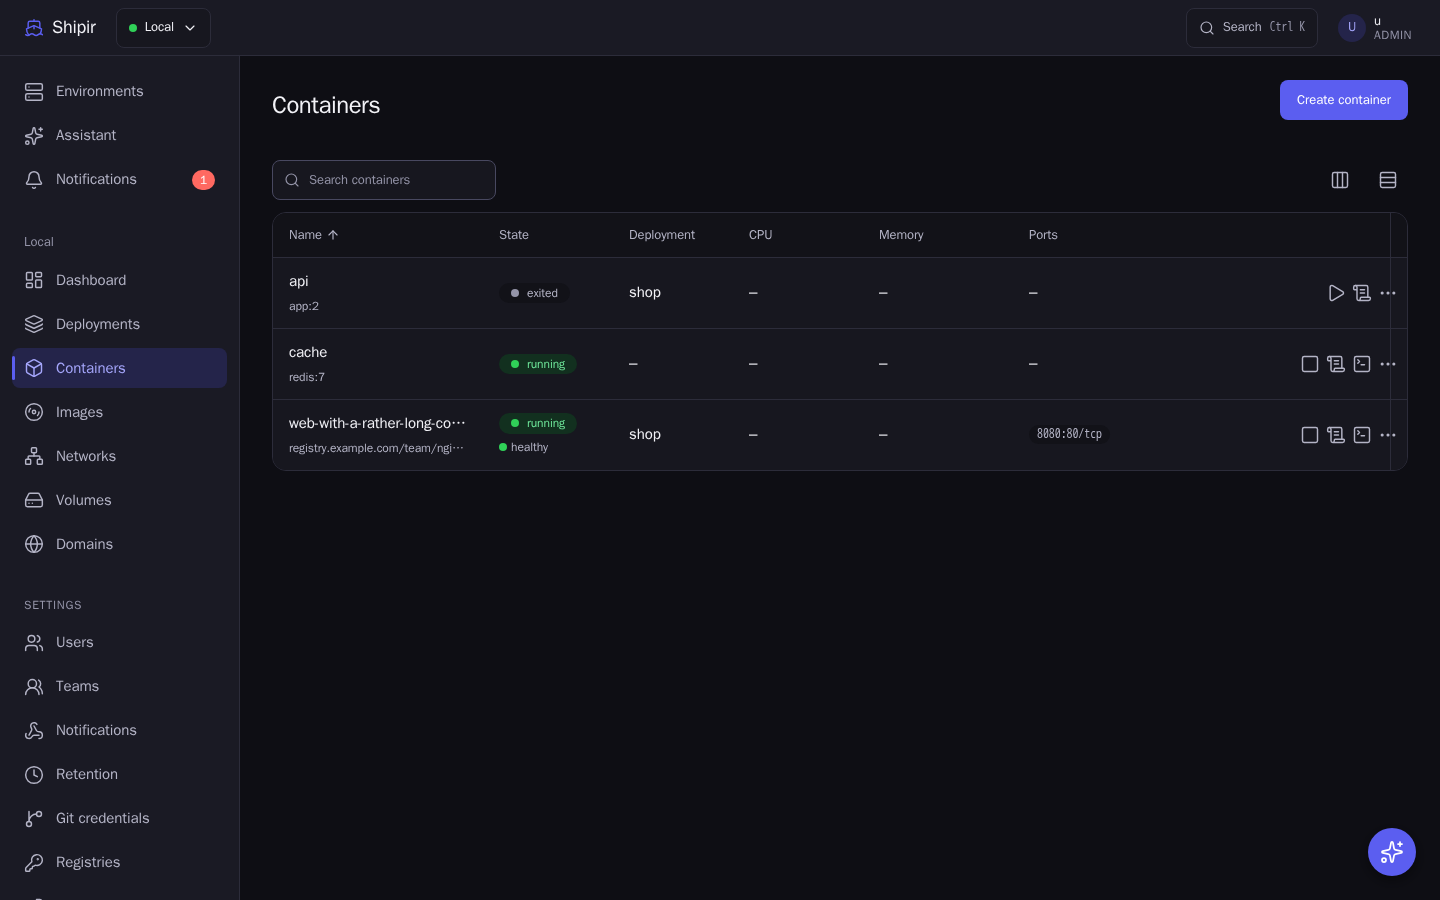 Shipir
Local
Search Ctrl K
U
u
ADMIN
Environments
Assistant
Notifications 1
Local
Dashboard
Deployments
Containers
Images
Networks
Volumes
Domains
SETTINGS
Users
Teams
Notifications
Retention
Git credentials
Registries
Containers
Create container
Search containers
Name State Deployment CPU Memory Ports
api
app:2
exited shop – – –
cache
redis:7
running – – – –
web-with-a-rather-long-co···
registry.example.com/team/ngi···
running
healthy
shop – – 8080:80/tcp